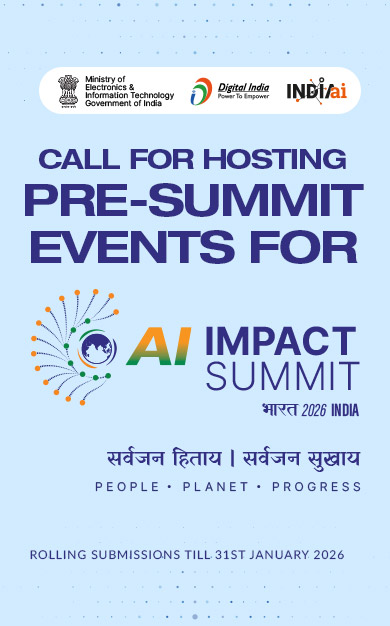 Ministry of
Electronics &
Information Technology
Government of India
Digital India
Power To Empower
INDIAai
CALL FOR HOSTING
PRE-SUMMIT
EVENTS FOR
AI IMPACT
SUMMIT
भारत 2026 INDIA
सर्वजन हिताय | सर्वजन सुखाय
PEOPLE • PLANET • PROGRESS
ROLLING SUBMISSIONS TILL 31ST JANUARY 2026